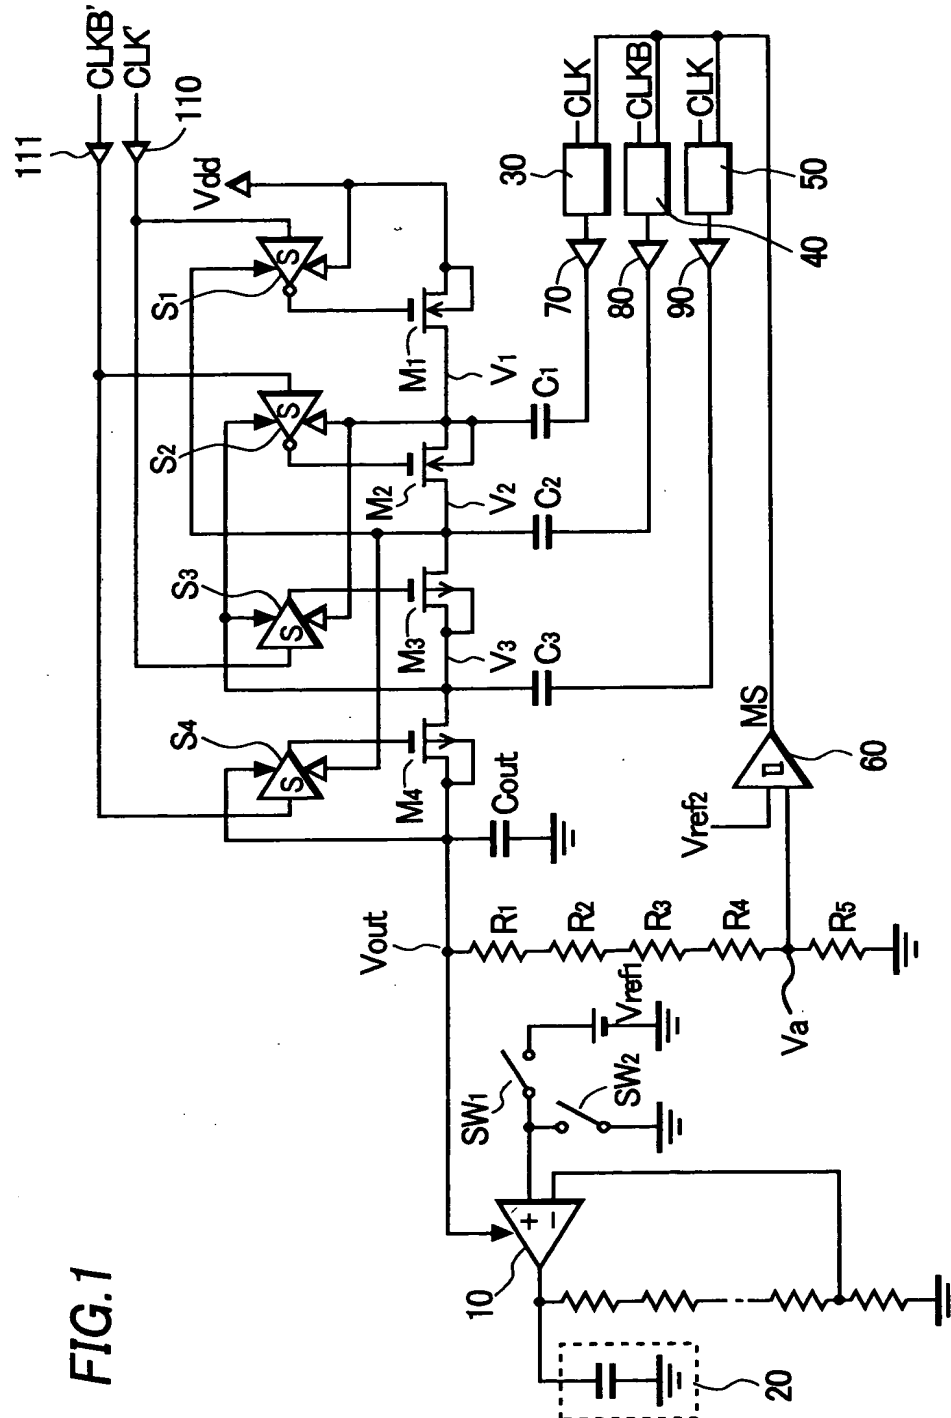 FIG.1
111
CLKB'
CLK'
110
Vdd
S1
S2
S3
S4
S
S
S
S
M1
M2
M3
M4
V1
V2
V3
C1
C2
C3
Cout
30
40
50
CLK
CLKB
CLK
70
80
90
MS
60
Vref2
Vout
R1
R2
R3
R4
R5
Va
Vref1
SW1
SW2
+
−
10
20